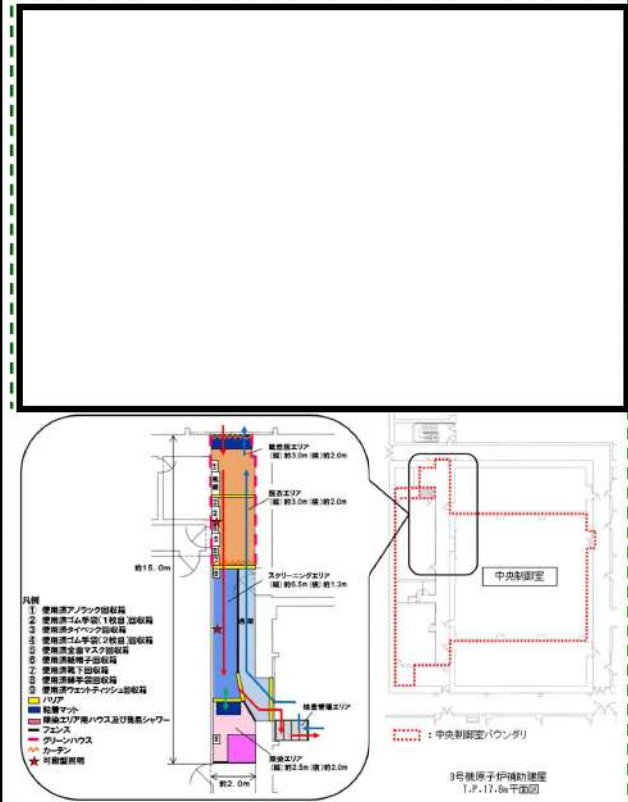 靴着脱エリア
(縦)約3.0m(横)約2.0m
脱衣エリア
(縦)約3.0m(横)約2.0m
約15.0m
スクリーニングエリア
(縦)約6.5m(横)約1.3m
中央制御室
凡例
① 使用済アノラック回収箱
② 使用済ゴム手袋(1枚目)回収箱
③ 使用済タイベック回収箱
④ 使用済ゴム手袋(2枚目)回収箱
⑤ 使用済全面マスク回収箱
⑥ 使用済紙帽子回収箱
⑦ 使用済靴下回収箱
⑧ 使用済綿手袋回収箱
⑨ 使用済ウェットティッシュ回収箱
バリア
粘着マット
除染エリア用ハウス及び簡易シャワー
フェンス
グリーンハウス
カーテン
可搬型照明
通路
線量管理エリア
除染エリア
(縦)約2.5m(横)約2.0m
約2.0m
:中央制御室バウンダリ
3号機原子炉補助建屋
T.P.17.8m平面図